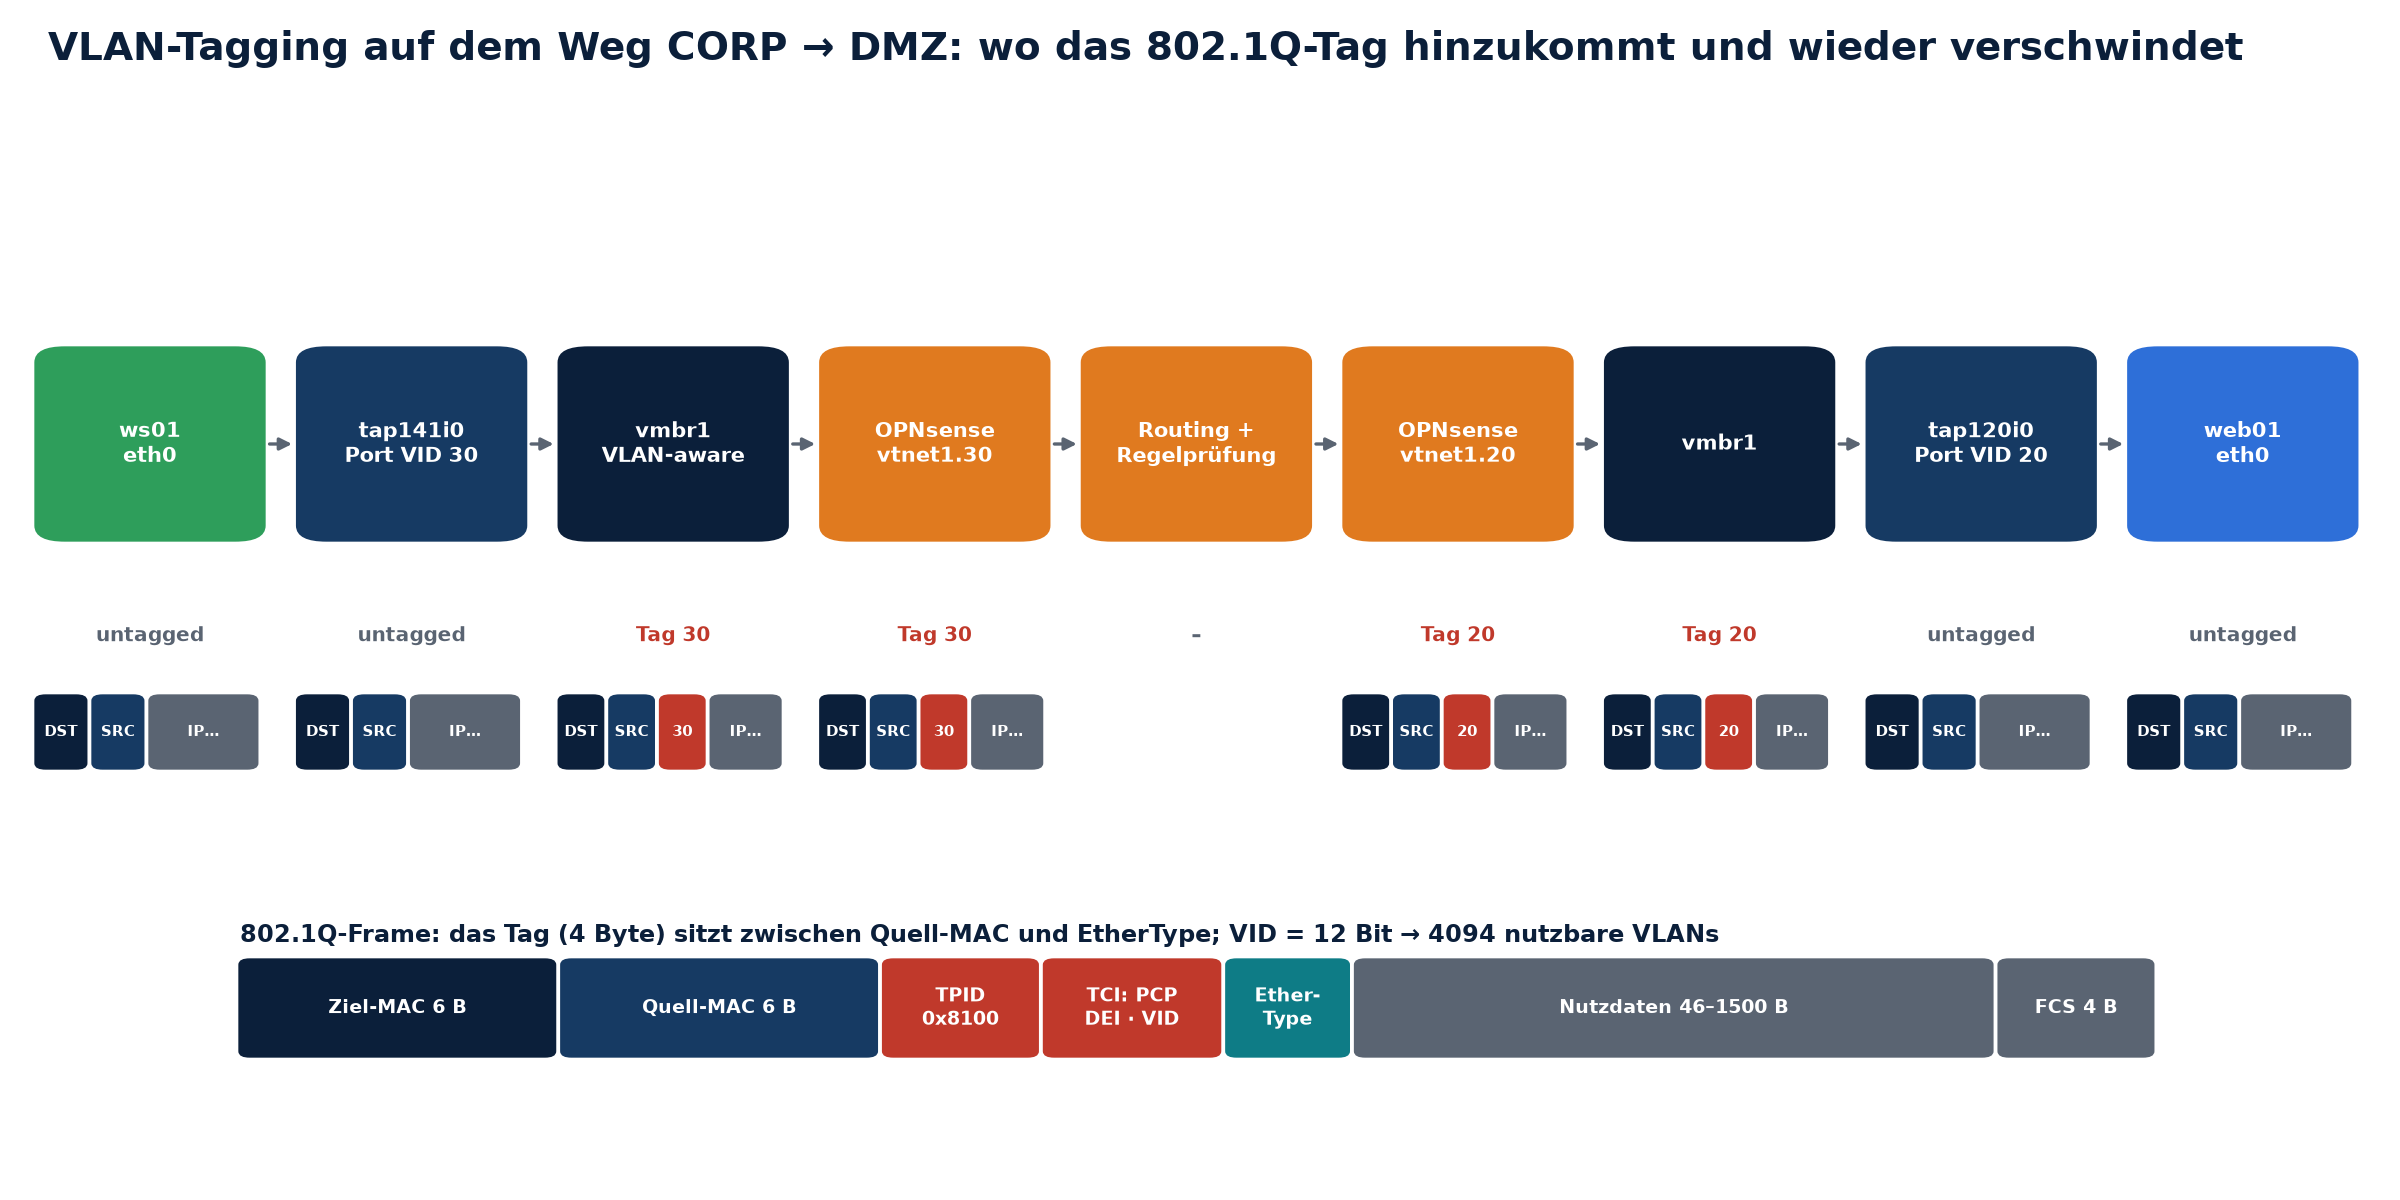 VLAN-Tagging auf dem Weg CORP → DMZ: wo das 802.1Q-Tag hinzukommt und wieder verschwindet
ws01
eth0
tap141i0
Port VID 30
vmbr1
VLAN-aware
OPNsense
vtnet1.30
Routing +
Regelprüfung
OPNsense
vtnet1.20
vmbr1
tap120i0
Port VID 20
web01
eth0
untagged
untagged
Tag 30
Tag 30
–
Tag 20
Tag 20
untagged
untagged
DST SRC IP...
DST SRC IP...
DST SRC 30 IP...
DST SRC 30 IP...
DST SRC 20 IP...
DST SRC 20 IP...
DST SRC IP...
DST SRC IP...
802.1Q-Frame: das Tag (4 Byte) sitzt zwischen Quell-MAC und EtherType; VID = 12 Bit → 4094 nutzbare VLANs
Ziel-MAC 6 B
Quell-MAC 6 B
TPID
0x8100
TCI: PCP
DEI · VID
Ether-
Type
Nutzdaten 46–1500 B
FCS 4 B